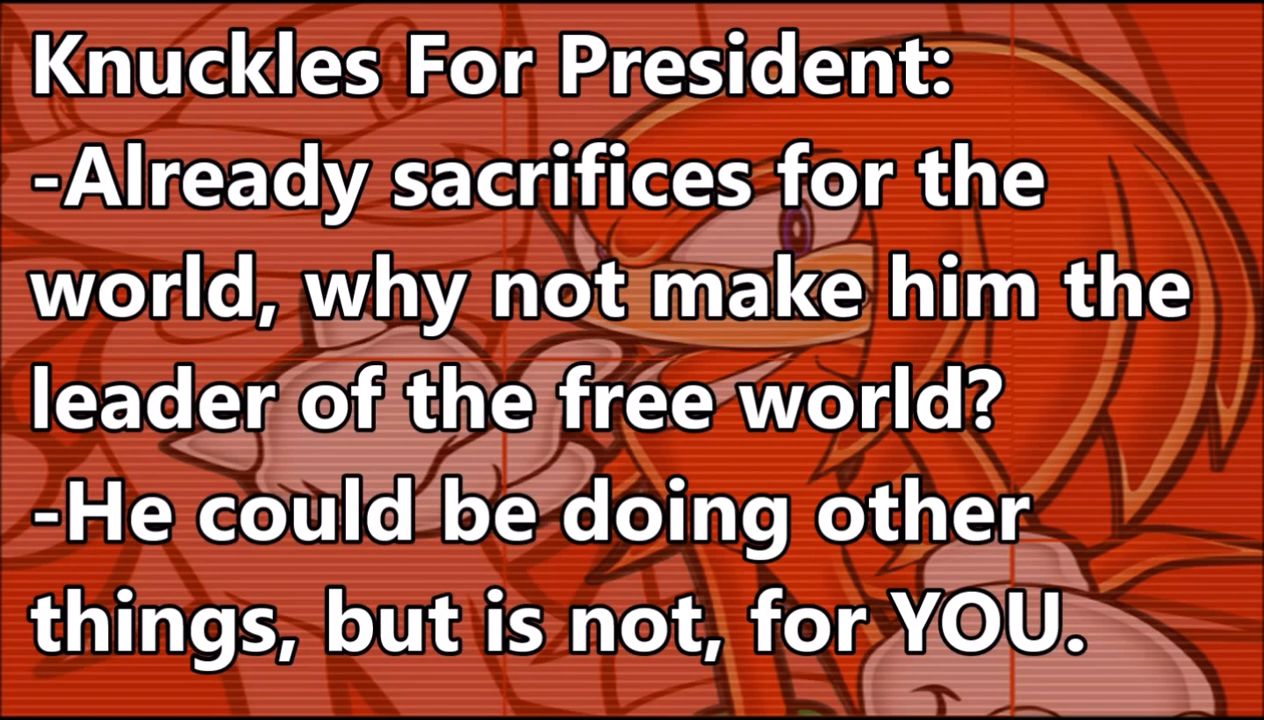 Knuckles For President:
-Already sacrifices for the
world, why not make him the
leader of the free world?
-He could be doing other
things, but is not, for YOU.